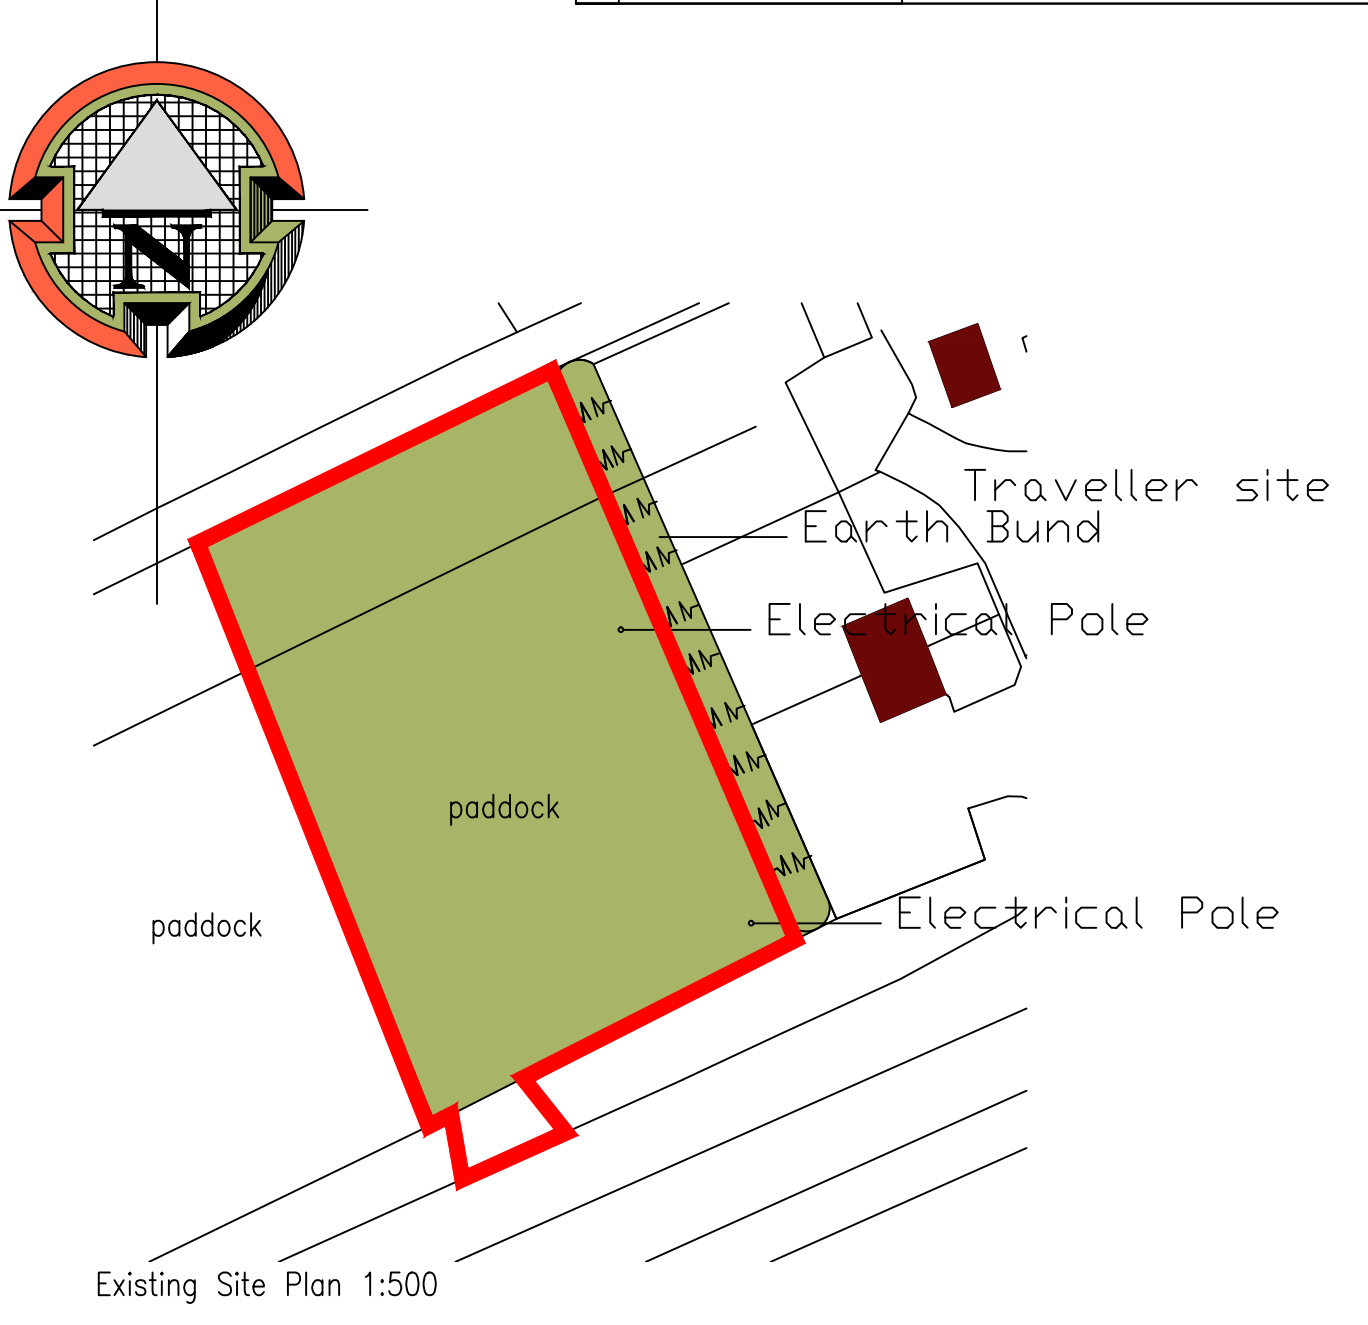 N
Traveller site
Earth Bund
Electrical Pole
paddock
Electrical Pole
paddock
Existing Site Plan 1:500